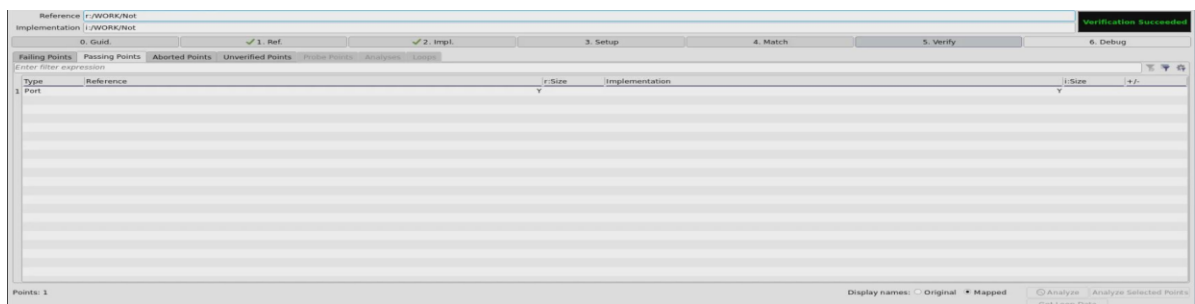 Reference r:/WORK/Not
Implementation i:/WORK/Not
Verification Succeeded
0. Guid. 1. Ref. 2. Impl. 3. Setup 4. Match 5. Verify 6. Debug
Failing Points Passing Points Aborted Points Unverified Points Probe Points Analyses Loops
Enter filter expression
Type Reference r:Size Implementation i:Size +/-
1 Port Y Y
Points: 1 Display names: Original Mapped Analyze Analyze Selected Points